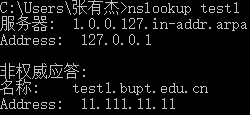 C:\Users\张有杰>nslookup test1
服务器:  1.0.0.127.in-addr.arpa
Address:  127.0.0.1
非权威应答:
名称:    test1.bupt.edu.cn
Address:  11.111.11.11